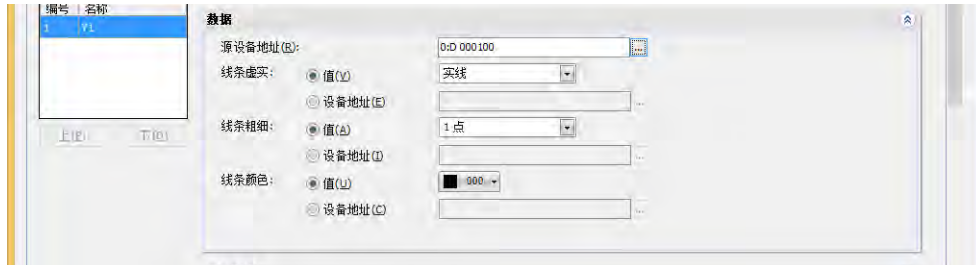 编号 名称
1 Y1
上(P) 下(O)
数据
源设备地址(R): 0:D 000100 ...
线条虚实: 值(V) 实线
设备地址(E) ...
线条粗细: 值(A) 1 点
设备地址(I) ...
线条颜色: 值(U) 000
设备地址(C) ...